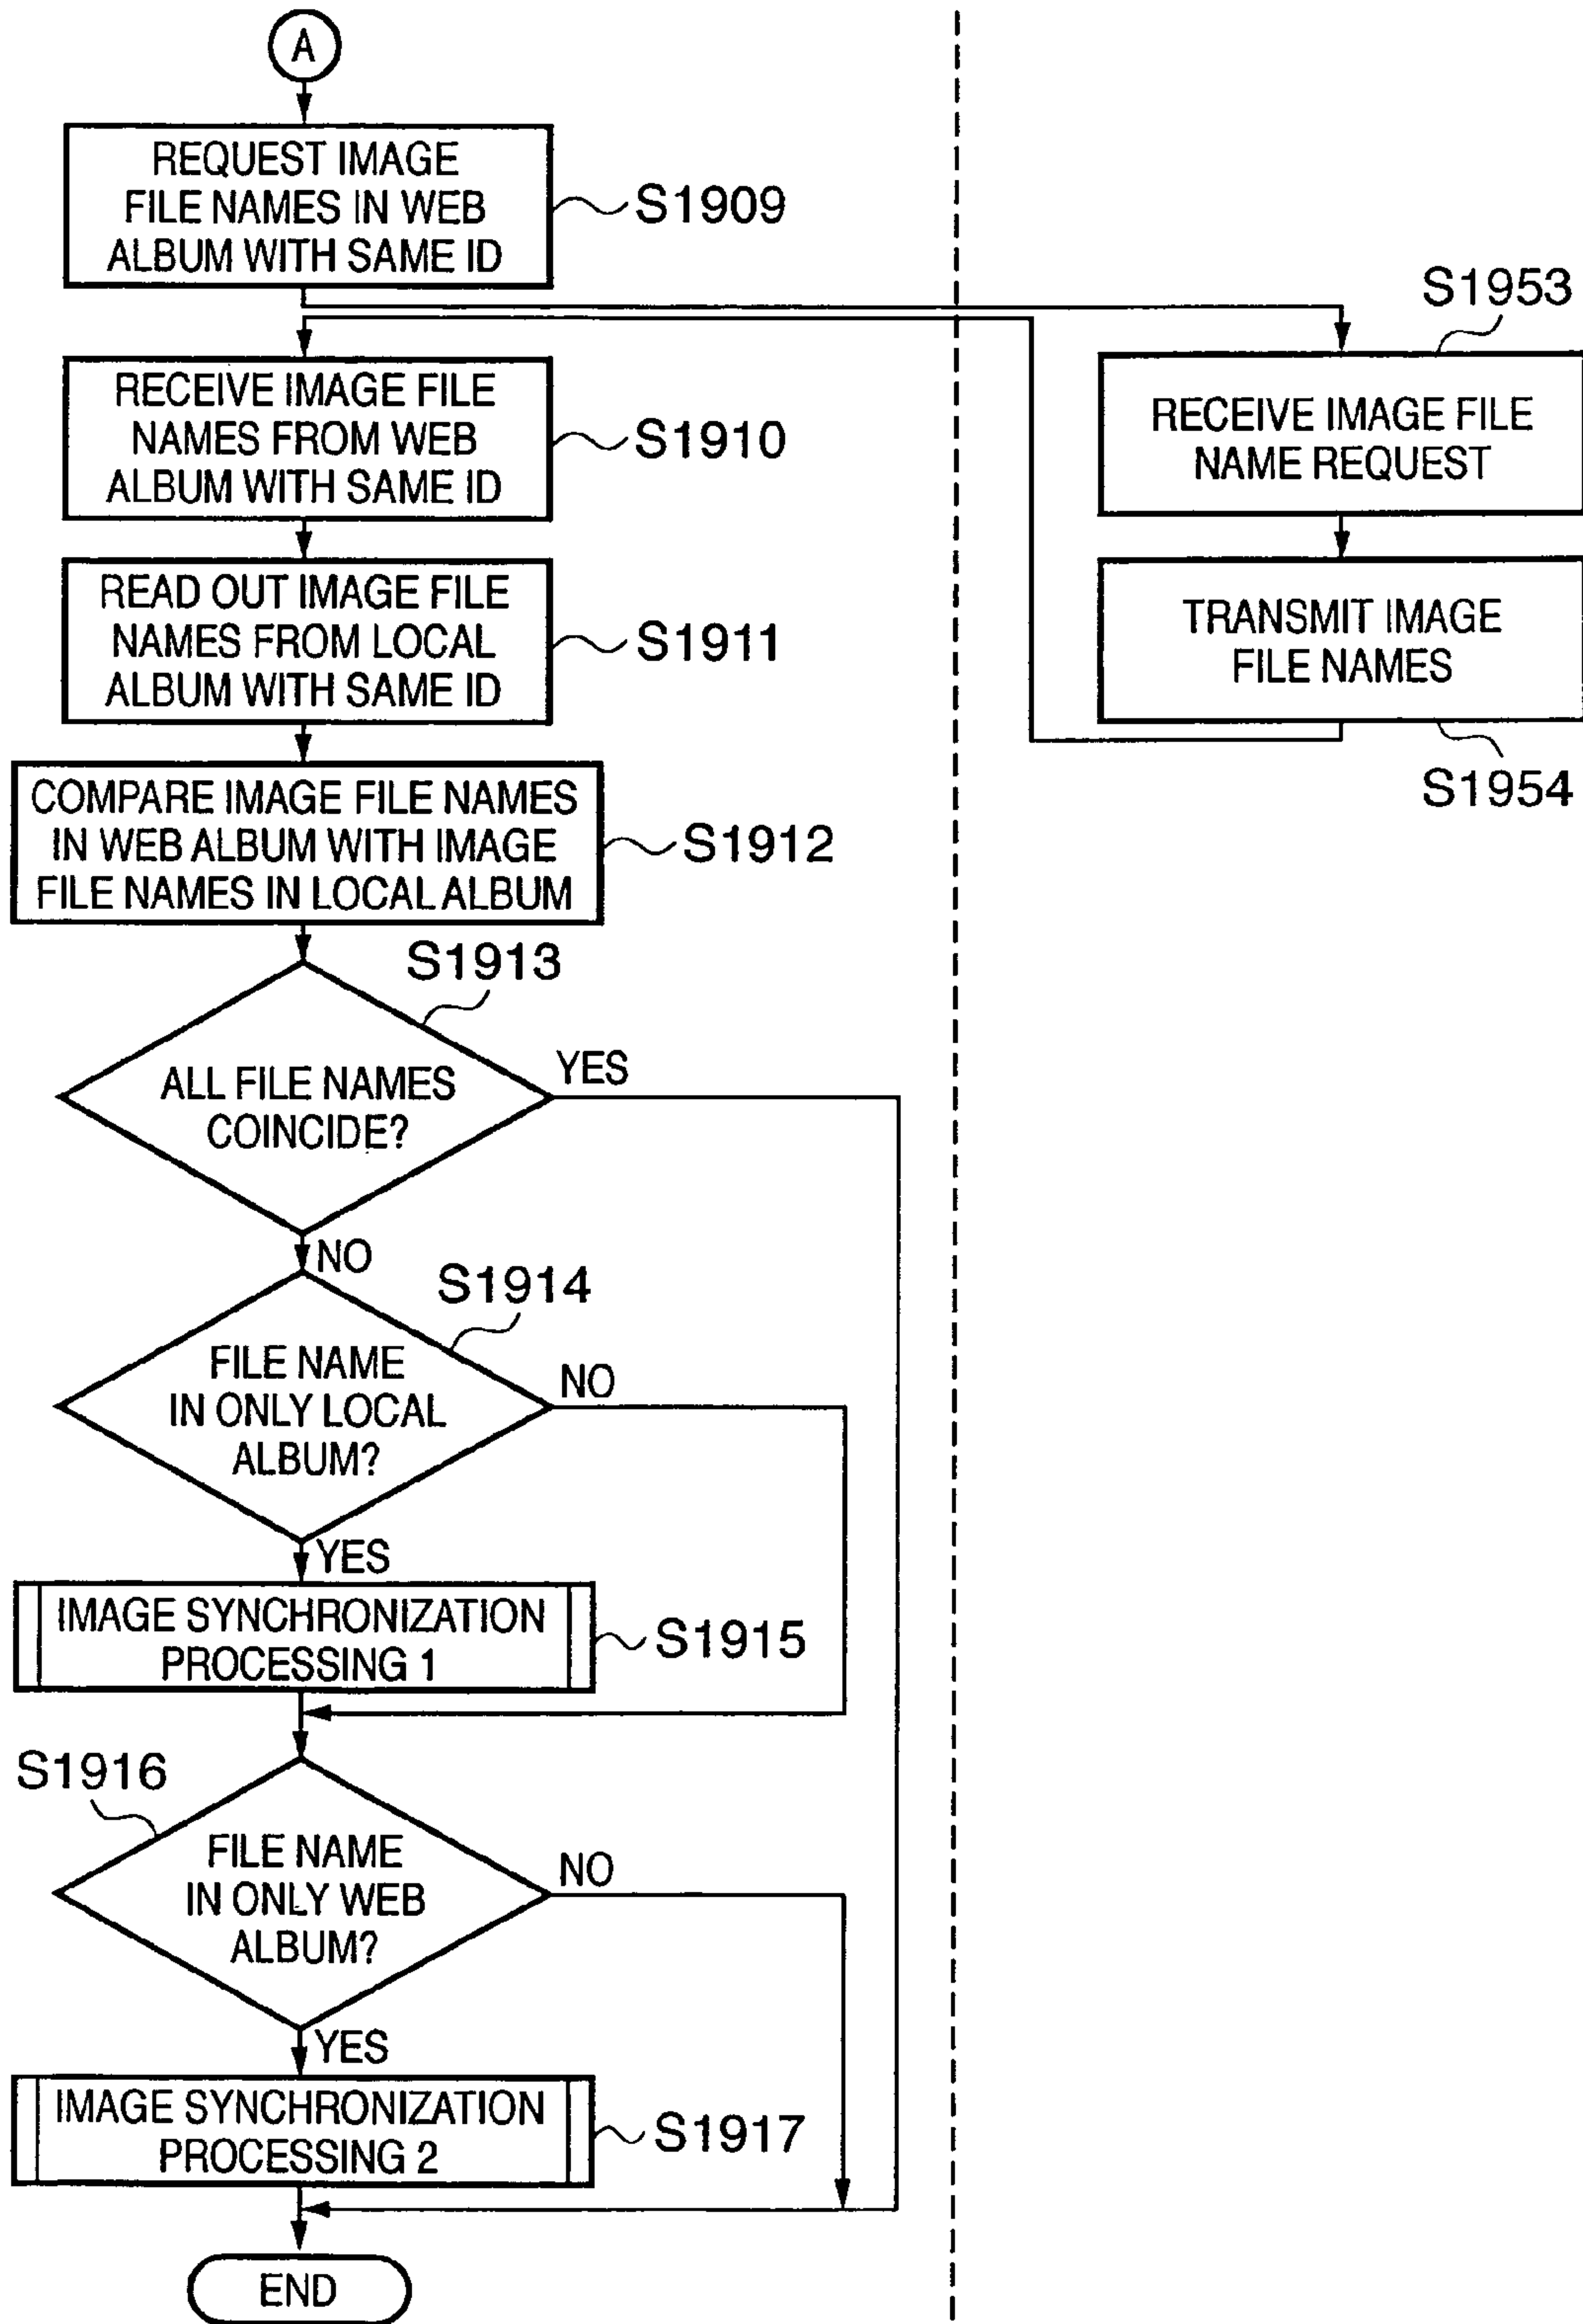 A
REQUEST IMAGE
FILE NAMES IN WEB
ALBUM WITH SAME ID
S1909
S1953
RECEIVE IMAGE FILE
NAMES FROM WEB
ALBUM WITH SAME ID
S1910
RECEIVE IMAGE FILE
NAME REQUEST
READ OUT IMAGE FILE
NAMES FROM LOCAL
ALBUM WITH SAME ID
S1911
TRANSMIT IMAGE
FILE NAMES
S1954
COMPARE IMAGE FILE NAMES
IN WEB ALBUM WITH IMAGE
FILE NAMES IN LOCAL ALBUM
S1912
S1913
ALL FILE NAMES
COINCIDE?
YES
NO
S1914
FILE NAME
IN ONLY LOCAL
ALBUM?
NO
YES
IMAGE SYNCHRONIZATION
PROCESSING 1
S1915
S1916
FILE NAME
IN ONLY WEB
ALBUM?
NO
YES
IMAGE SYNCHRONIZATION
PROCESSING 2
S1917
END